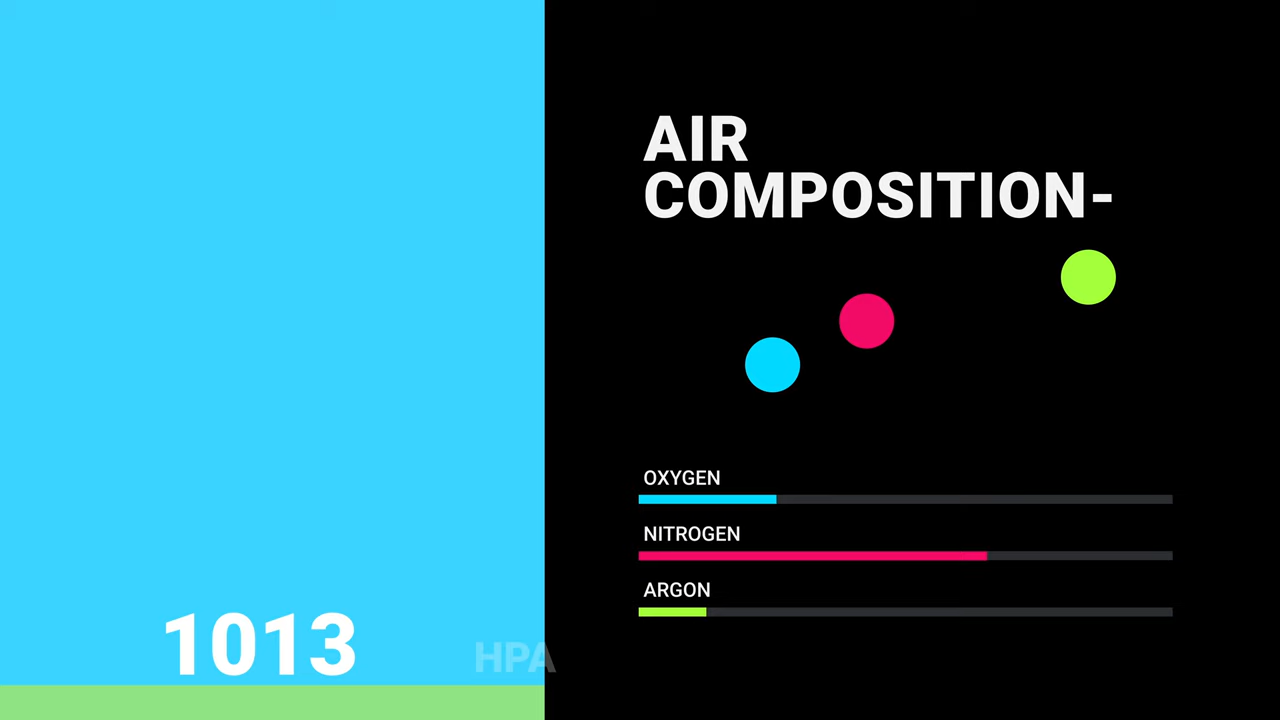 AIR
COMPOSITION-
OXYGEN
NITROGEN
ARGON
1013 HPA